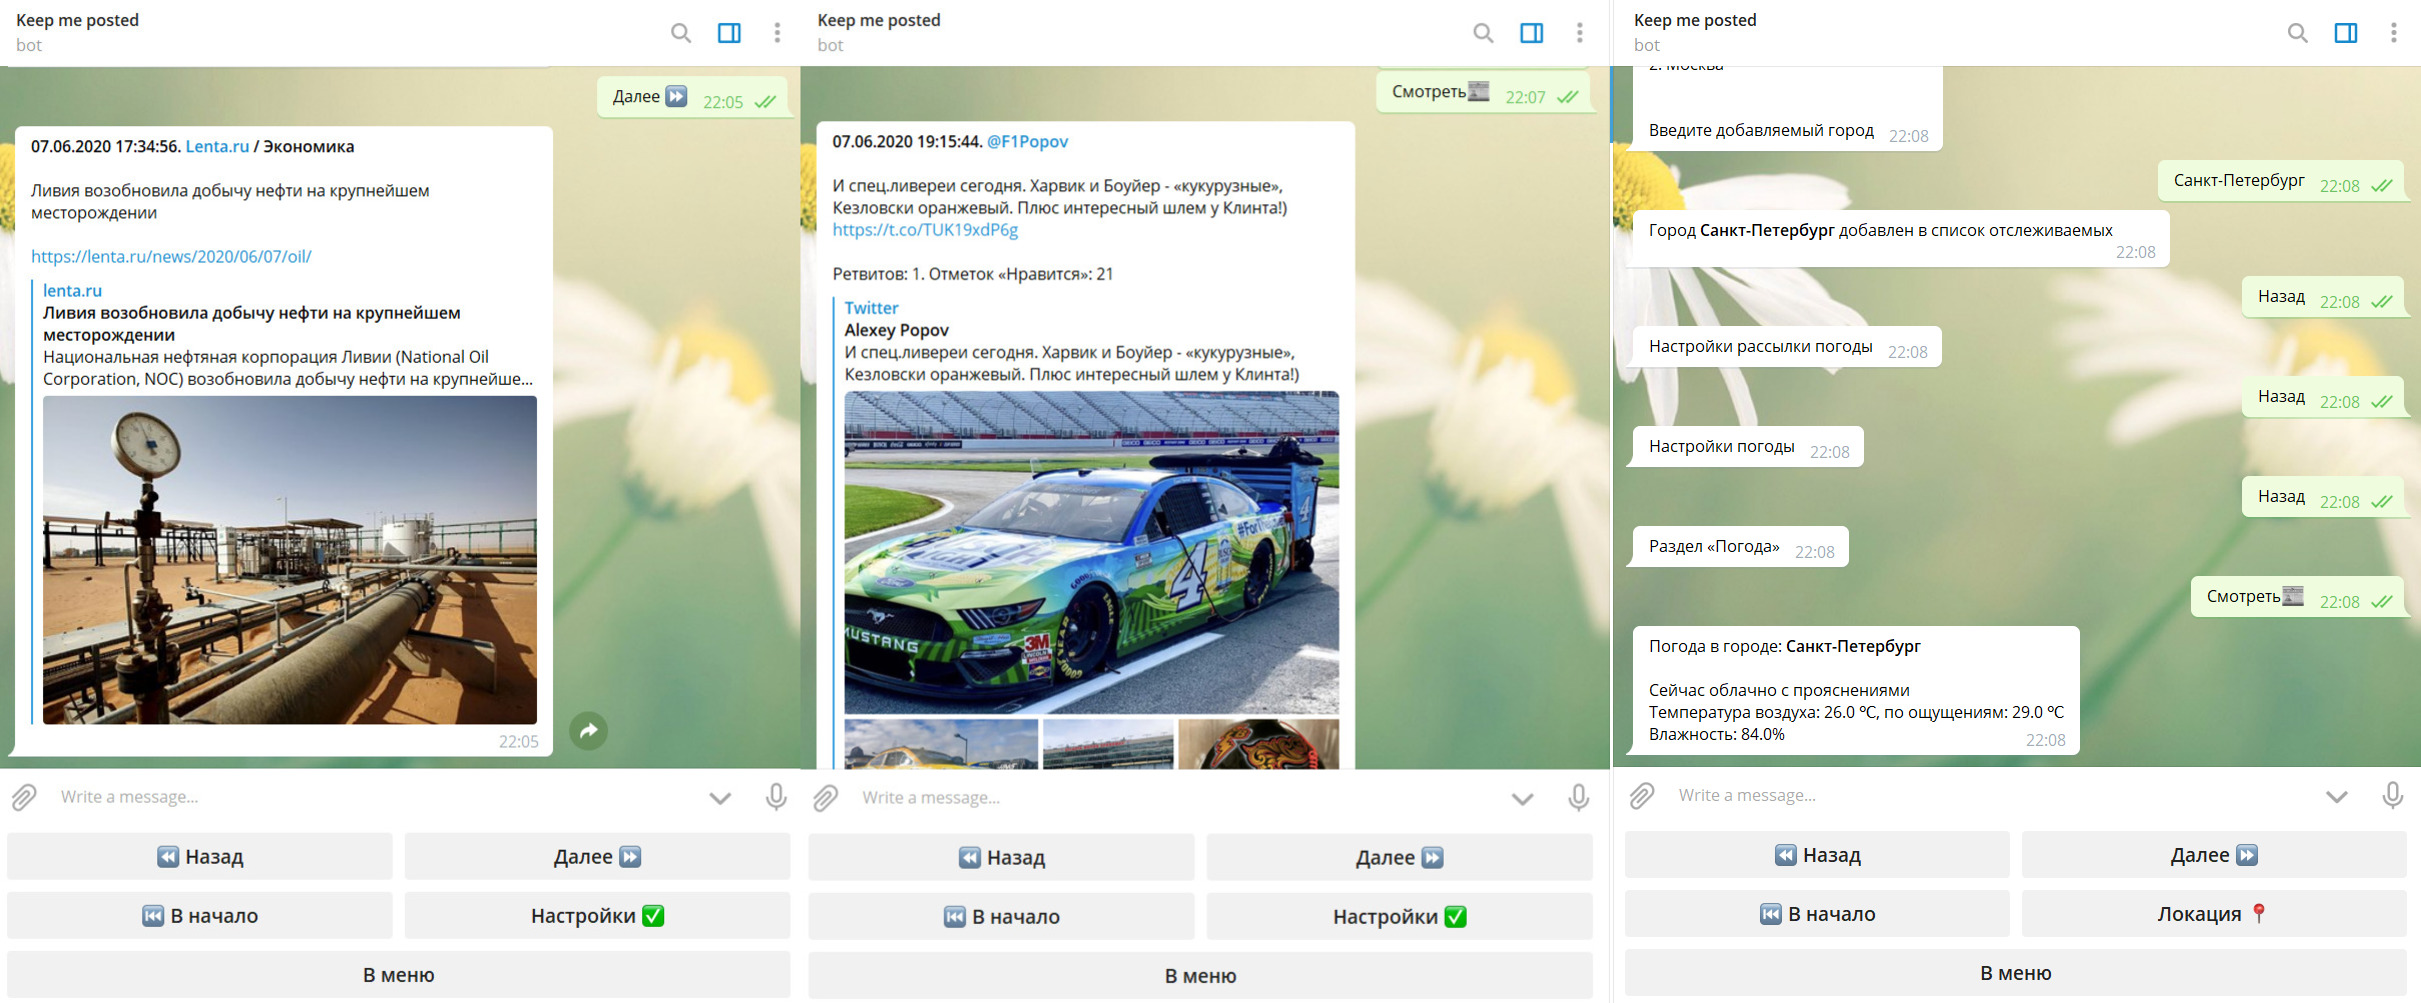 Keep me posted
bot
Далее ⏩ 22:05
07.06.2020 17:34:56. Lenta.ru / Экономика
Ливия возобновила добычу нефти на крупнейшем
месторождении
https://lenta.ru/news/2020/06/07/oil/
lenta.ru
Ливия возобновила добычу нефти на крупнейшем
месторождении
Национальная нефтяная корпорация Ливии (National Oil
Corporation, NOC) возобновила добычу нефти на крупнейше...
22:05
Write a message...
⏪ Назад
Далее ⏩
⏮ В начало
Настройки ✅
В меню
Keep me posted
bot
Смотреть📰 22:07
07.06.2020 19:15:44. @F1Popov
И спец.ливереи сегодня. Харвик и Боуйер - «кукурузные»,
Кезловски оранжевый. Плюс интересный шлем у Клинта!)
https://t.co/TUK19xdP6g
Ретвитов: 1. Отметок «Нравится»: 21
Twitter
Alexey Popov
И спец.ливереи сегодня. Харвик и Боуйер - «кукурузные»,
Кезловски оранжевый. Плюс интересный шлем у Клинта!)
4
MUSTANG
3M
Write a message...
⏪ Назад
Далее ⏩
⏮ В начало
Настройки ✅
В меню
Keep me posted
bot
2. Москва
Введите добавляемый город 22:08
Санкт-Петербург 22:08
Город Санкт-Петербург добавлен в список отслеживаемых
22:08
Назад 22:08
Настройки рассылки погоды 22:08
Назад 22:08
Настройки погоды 22:08
Назад 22:08
Раздел «Погода» 22:08
Смотреть📰 22:08
Погода в городе: Санкт-Петербург
Сейчас облачно с прояснениями
Температура воздуха: 26.0 ℃, по ощущениям: 29.0 ℃
Влажность: 84.0%
22:08
Write a message...
⏪ Назад
Далее ⏩
⏮ В начало
Локация 📍
В меню